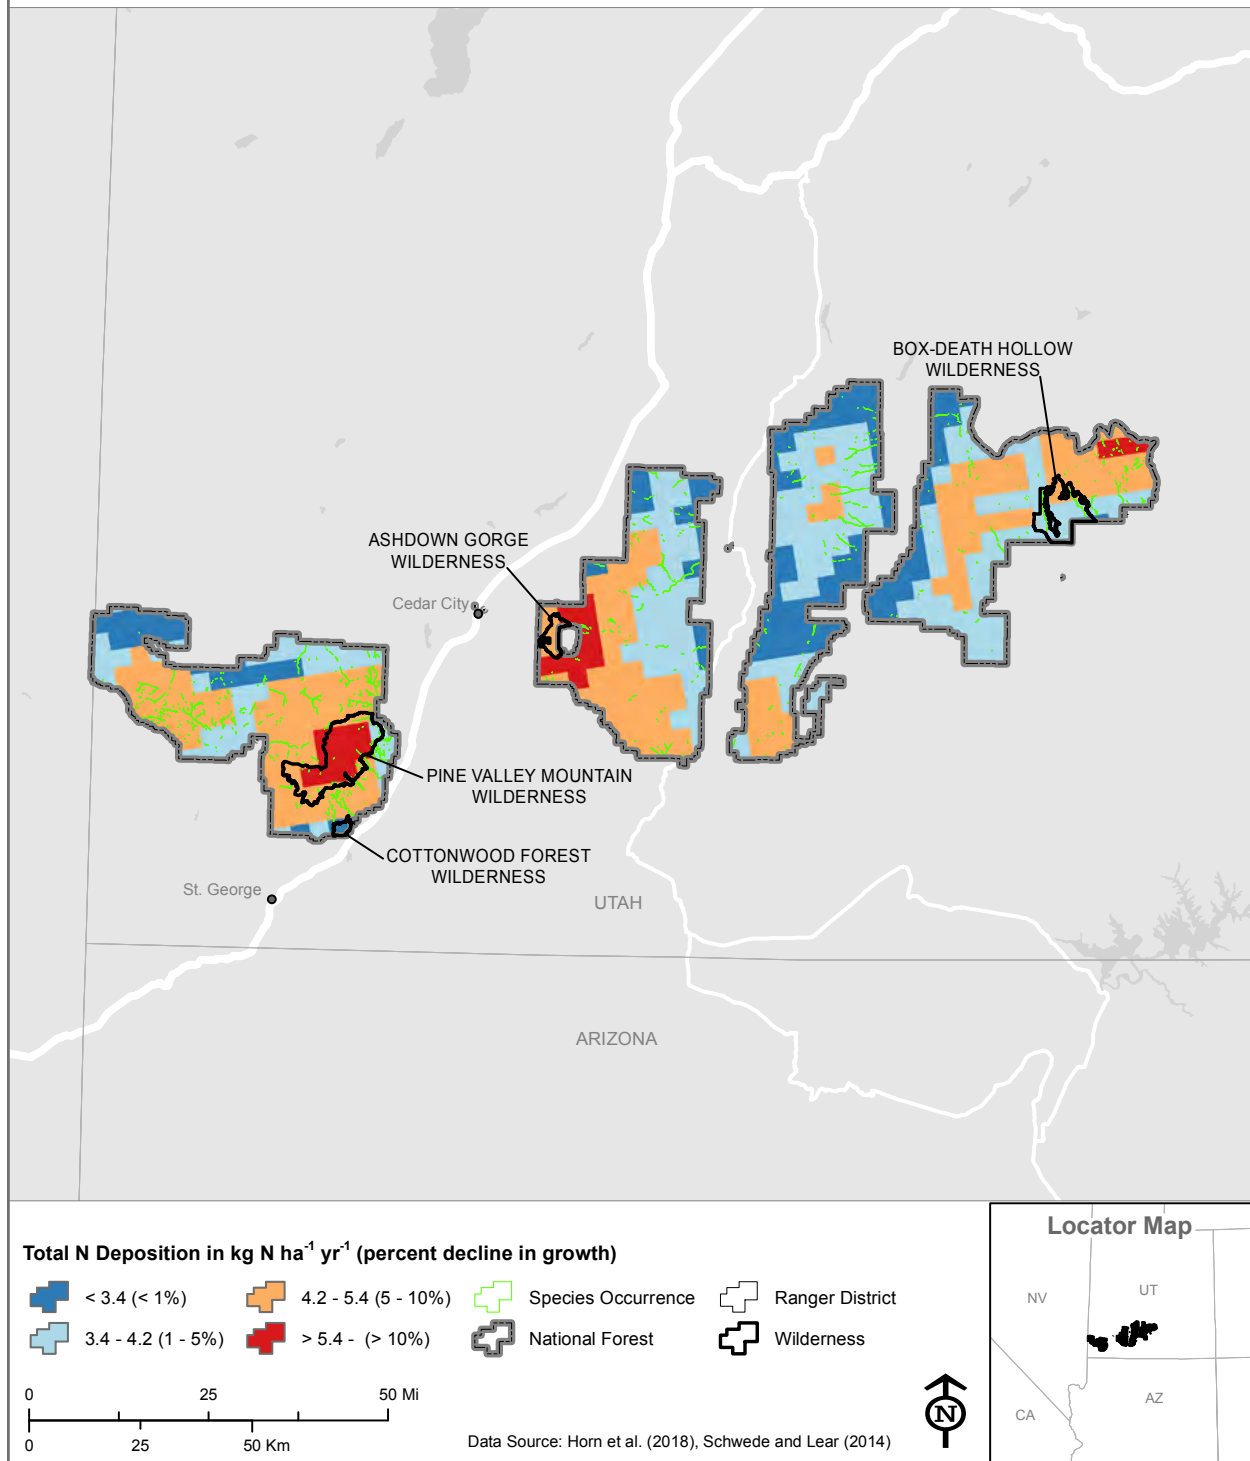 BOX-DEATH HOLLOW
WILDERNESS
ASHDOWN GORGE
WILDERNESS
Cedar City
PINE VALLEY MOUNTAIN
WILDERNESS
COTTONWOOD FOREST
WILDERNESS
St. George
UTAH
ARIZONA
Total N Deposition in kg N ha⁻¹ yr⁻¹ (percent decline in growth)
< 3.4 (< 1%)
4.2 - 5.4 (5 - 10%)
Species Occurrence
Ranger District
3.4 - 4.2 (1 - 5%)
> 5.4 - (> 10%)
National Forest
Wilderness
0 25 50 Mi
0 25 50 Km
Data Source: Horn et al. (2018), Schwede and Lear (2014)
N
Locator Map
NV
UT
CA
AZ